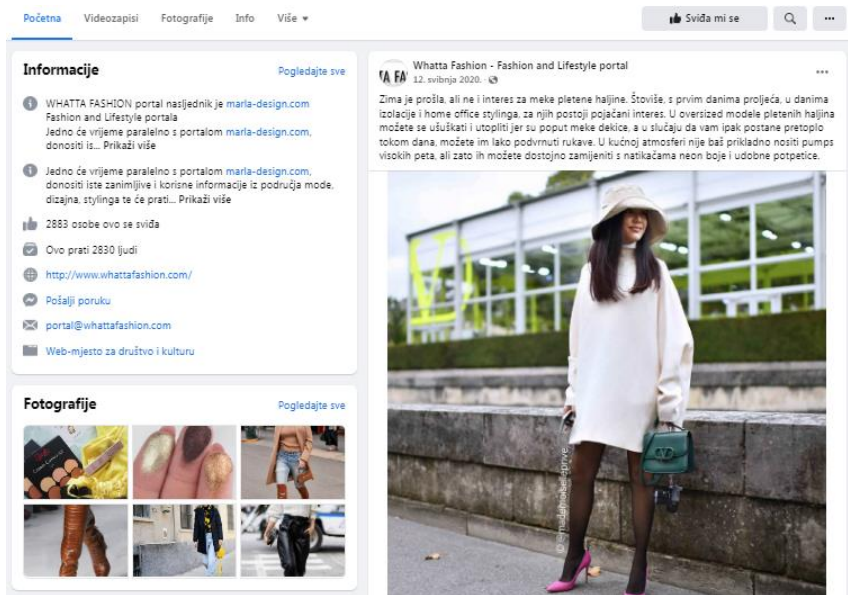 Početna Videozapisi Fotografije Info Više
Sviđa mi se
Informacije
Pogledajte sve
WHATTA FASHION portal nasljednik je marla-design.com
Fashion and Lifestyle portala
Jedno će vrijeme paralelno s portalom marla-design.com,
donositi is... Prikaži više
Jedno će vrijeme paralelno s portalom marla-design.com,
donositi iste zanimljive i korisne informacije iz područja mode,
dizajna, stylinga te će prati... Prikaži više
2883 osobe ovo se sviđa
Ovo prati 2830 ljudi
http://www.whattafashion.com/
Pošalji poruku
portal@whattafashion.com
Web-mjesto za društvo i kulturu
Fotografije
Pogledajte sve
TA FA
Whatta Fashion - Fashion and Lifestyle portal
12. svibnja 2020.
Zima je prošla, ali ne i interes za meke pletene haljine. Štoviše, s prvim danima proljeća, u danima
izolacije i home office stylinga, za njih postoji pojačani interes. U oversized modele pletenih haljina
možete se ušuškati i utopliti jer su poput meke dekice, a u slučaju da vam ipak postane pretoplo
tokom dana, možete im lako podvrnuti rukave. U kućnoj atmosferi nije baš prikladno nositi pumps
visokih peta, ali zato ih možete dostojno zamijeniti s natikačama neon boje i udobne potpetice.
© @mademoiselleprive